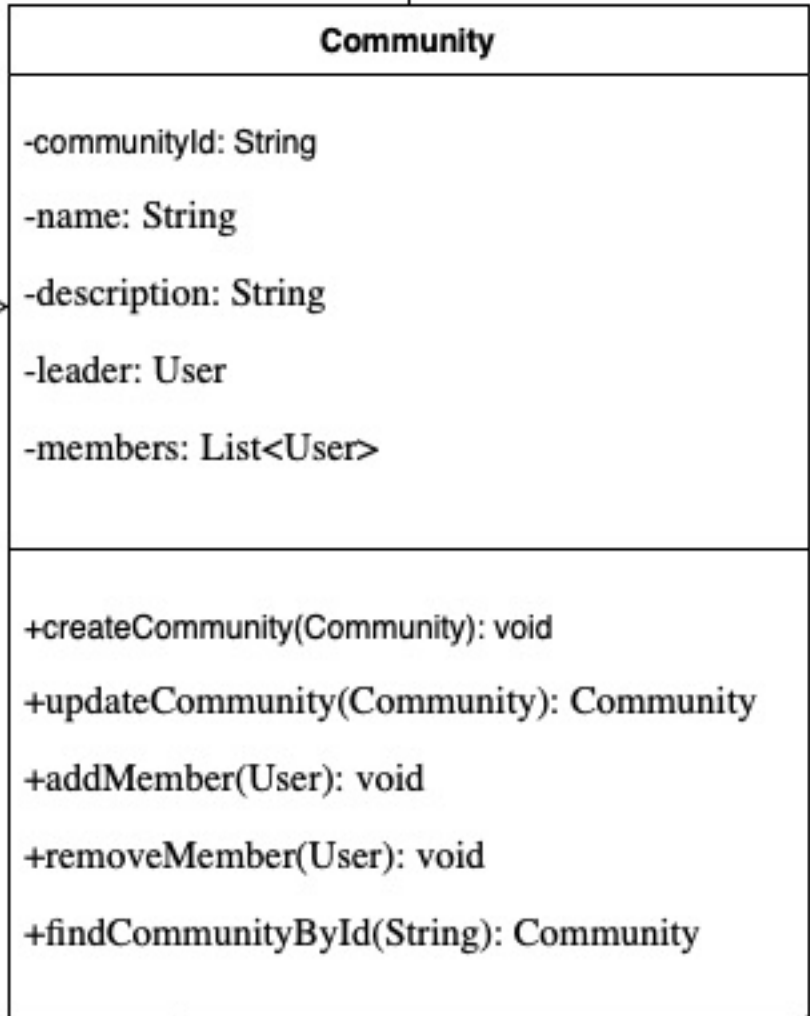 Community
-communityId: String
-name: String
-description: String
-leader: User
-members: List<User>
+createCommunity(Community): void
+updateCommunity(Community): Community
+addMember(User): void
+removeMember(User): void
+findCommunityById(String): Community